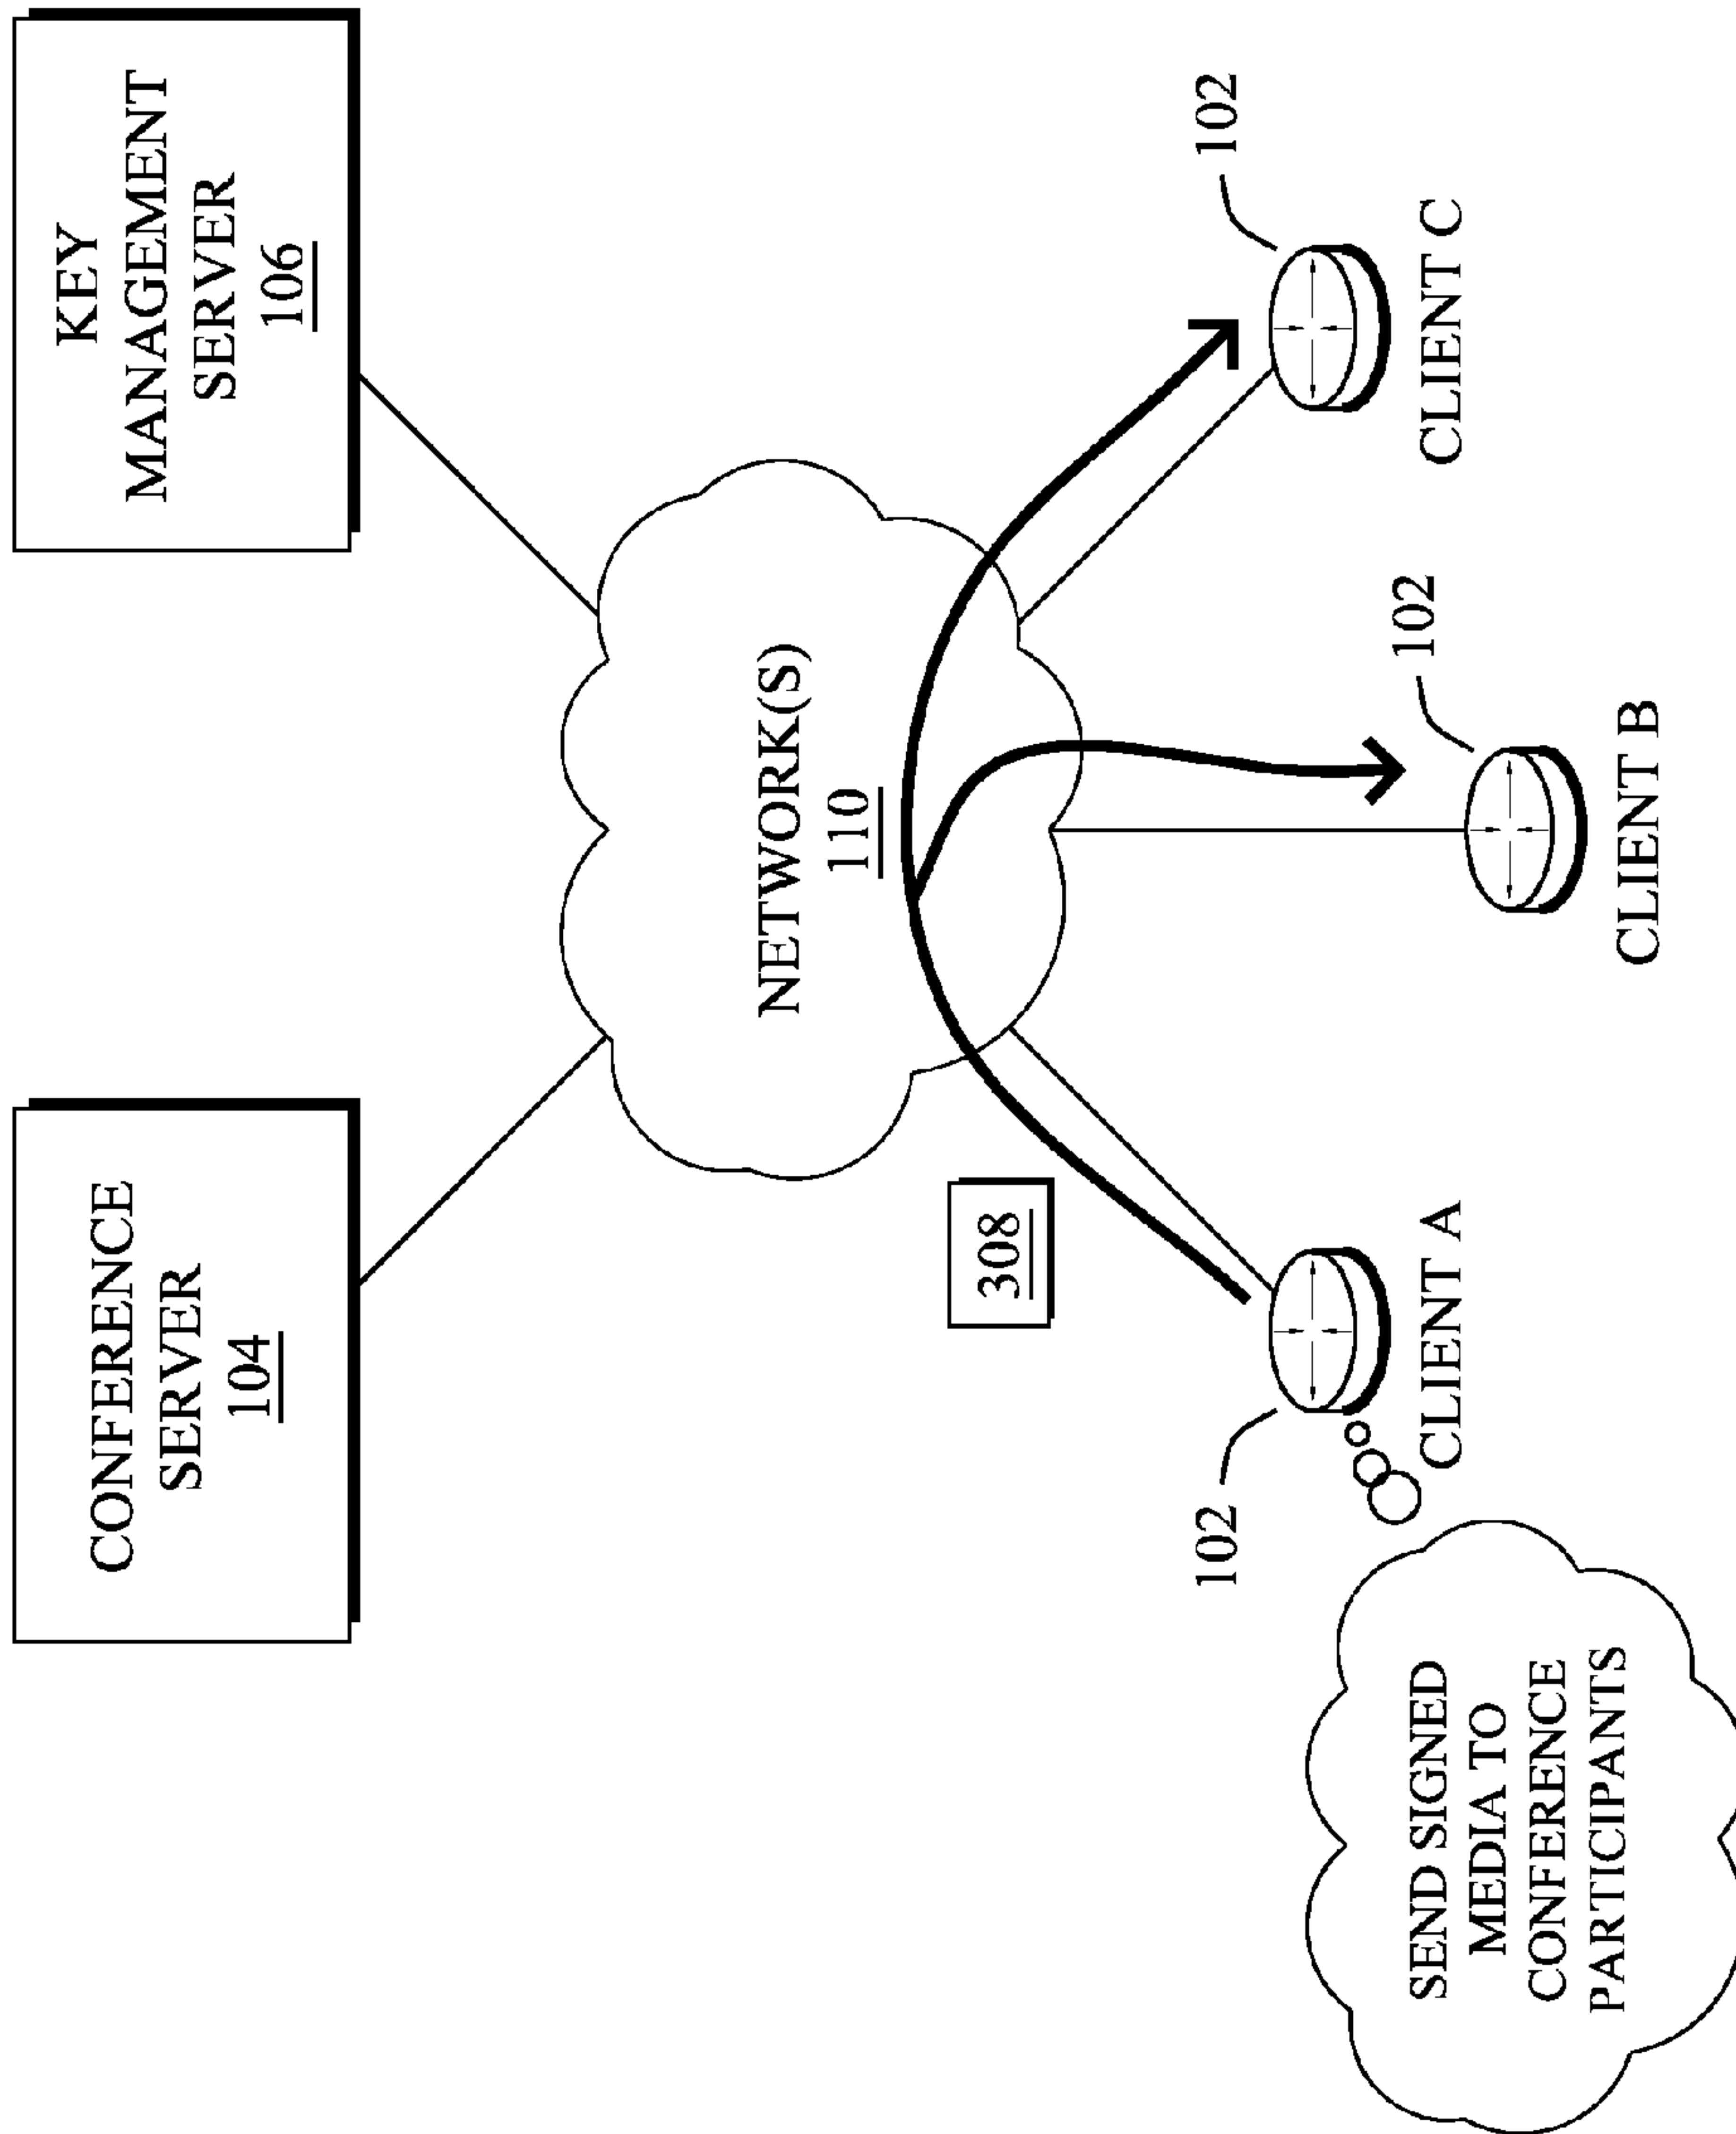 CONFERENCE
SERVER
104
KEY
MANAGEMENT
SERVER
106
NETWORK(S)
110
308
102
CLIENT A
102
CLIENT B
102
CLIENT C
SEND SIGNED
MEDIA TO
CONFERENCE
PARTICIPANTS